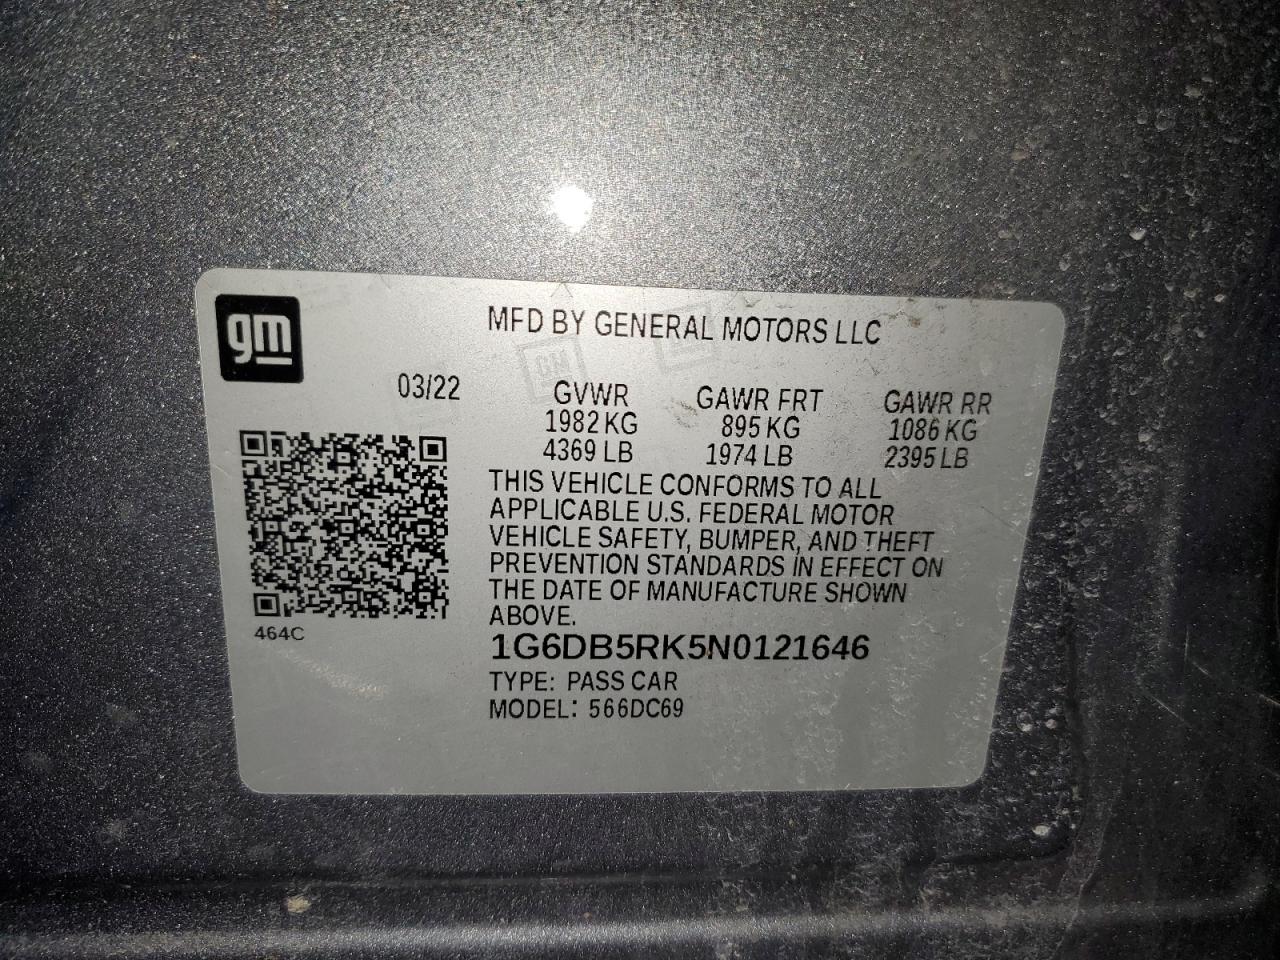 gm
MFD BY GENERAL MOTORS LLC
03/22
GVWR GAWR FRT GAWR RR
1982 KG 895 KG 1086 KG
4369 LB 1974 LB 2395 LB
THIS VEHICLE CONFORMS TO ALL
APPLICABLE U.S. FEDERAL MOTOR
VEHICLE SAFETY, BUMPER, AND THEFT
PREVENTION STANDARDS IN EFFECT ON
THE DATE OF MANUFACTURE SHOWN
ABOVE.
464C
1G6DB5RK5N0121646
TYPE: PASS CAR
MODEL: 566DC69
GM